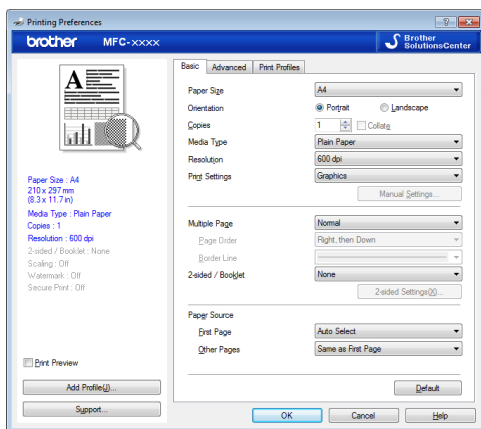 Printing Preferences
brother MFC-xxxx
Brother
SolutionsCenter
A
Paper Size : A4
210 x 297 mm
(8.3 x 11.7 in)
Media Type : Plain Paper
Copies : 1
Resolution : 600 dpi
2-sided / Booklet : None
Scaling : Off
Watermark : Off
Secure Print : Off
Print Preview
Add Profile(J)...
Support...
Basic Advanced Print Profiles
Paper Size A4
Orientation Portrait Landscape
Copies 1 Collate
Media Type Plain Paper
Resolution 600 dpi
Print Settings Graphics
Manual Settings...
Multiple Page Normal
Page Order Right, then Down
Border Line
2-sided / Booklet None
2-sided Settings(X)...
Paper Source
First Page Auto Select
Other Pages Same as First Page
Default
OK Cancel Help